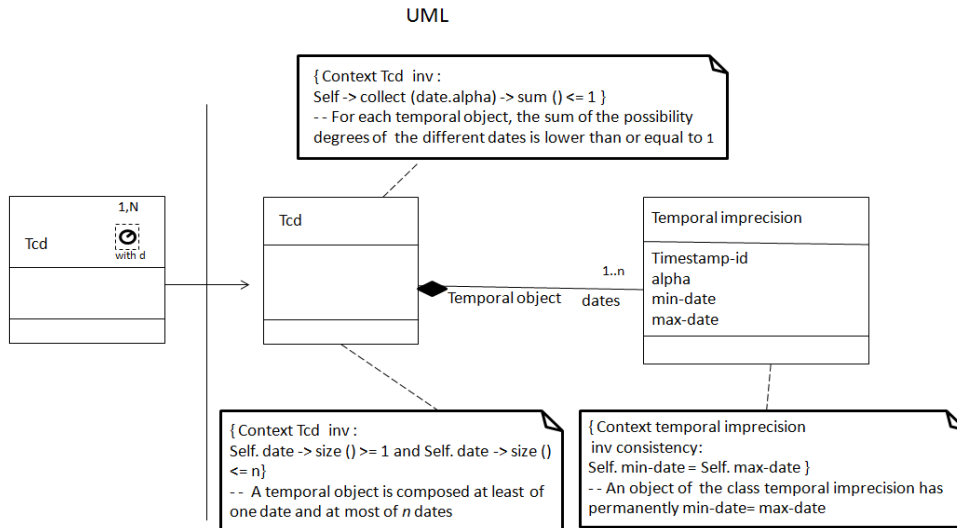 UML
{ Context Tcd inv :
Self -> collect (date.alpha) -> sum () <= 1 }
- - For each temporal object, the sum of the possibility
degrees of the different dates is lower than or equal to 1
1,N
Tcd
with d
Tcd
1..n
Temporal object
dates
Temporal imprecision
Timestamp-id
alpha
min-date
max-date
{ Context Tcd inv :
Self. date -> size () >= 1 and Self. date -> size ()
<= n}
-- A temporal object is composed at least of
one date and at most of n dates
{ Context temporal imprecision
inv consistency:
Self. min-date = Self. max-date }
-- An object of the class temporal imprecision has
permanently min-date= max-date